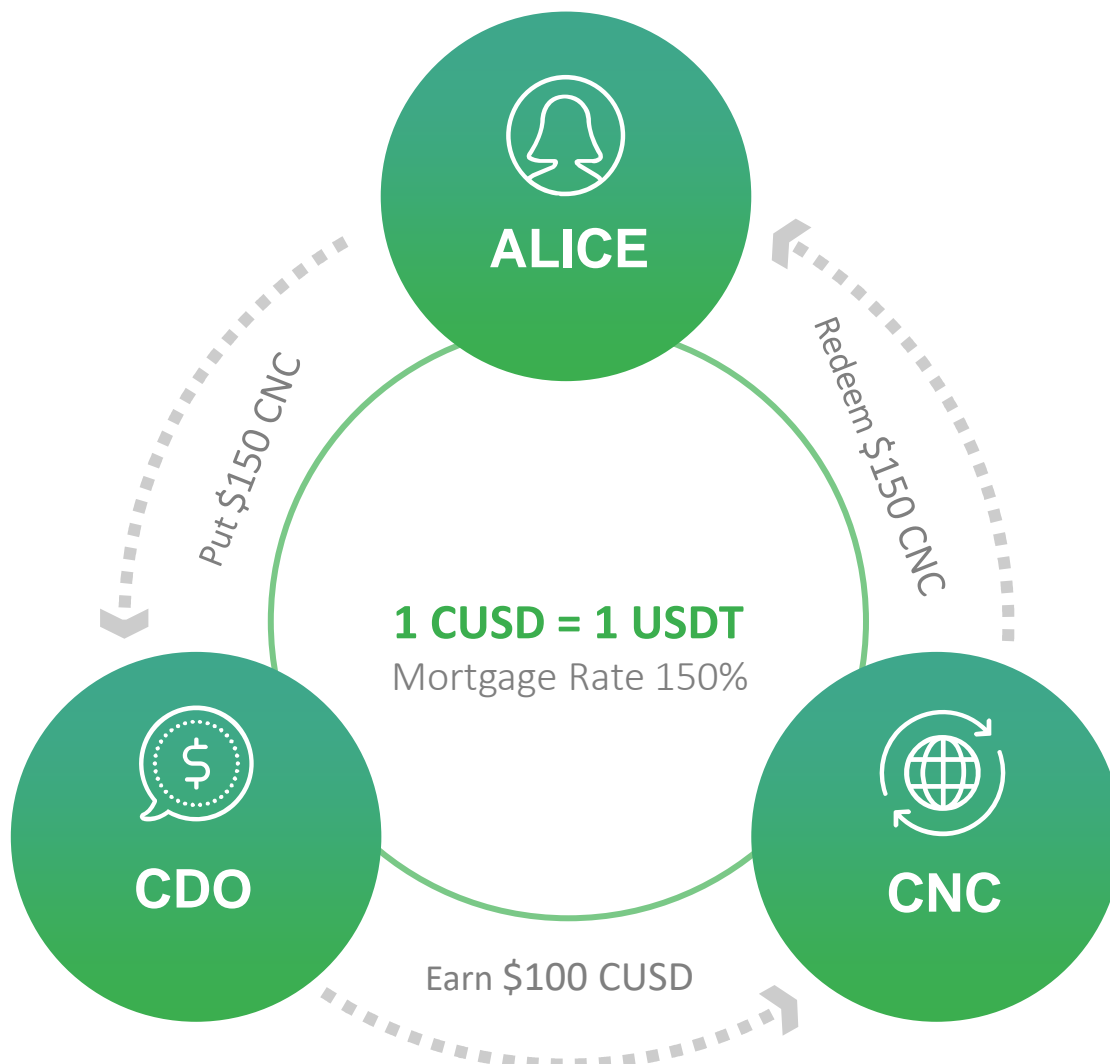 ALICE
Put $150 CNC
Redeem $150 CNC
1 CUSD = 1 USDT
Mortgage Rate 150%
$
CDO
CNC
Earn $100 CUSD